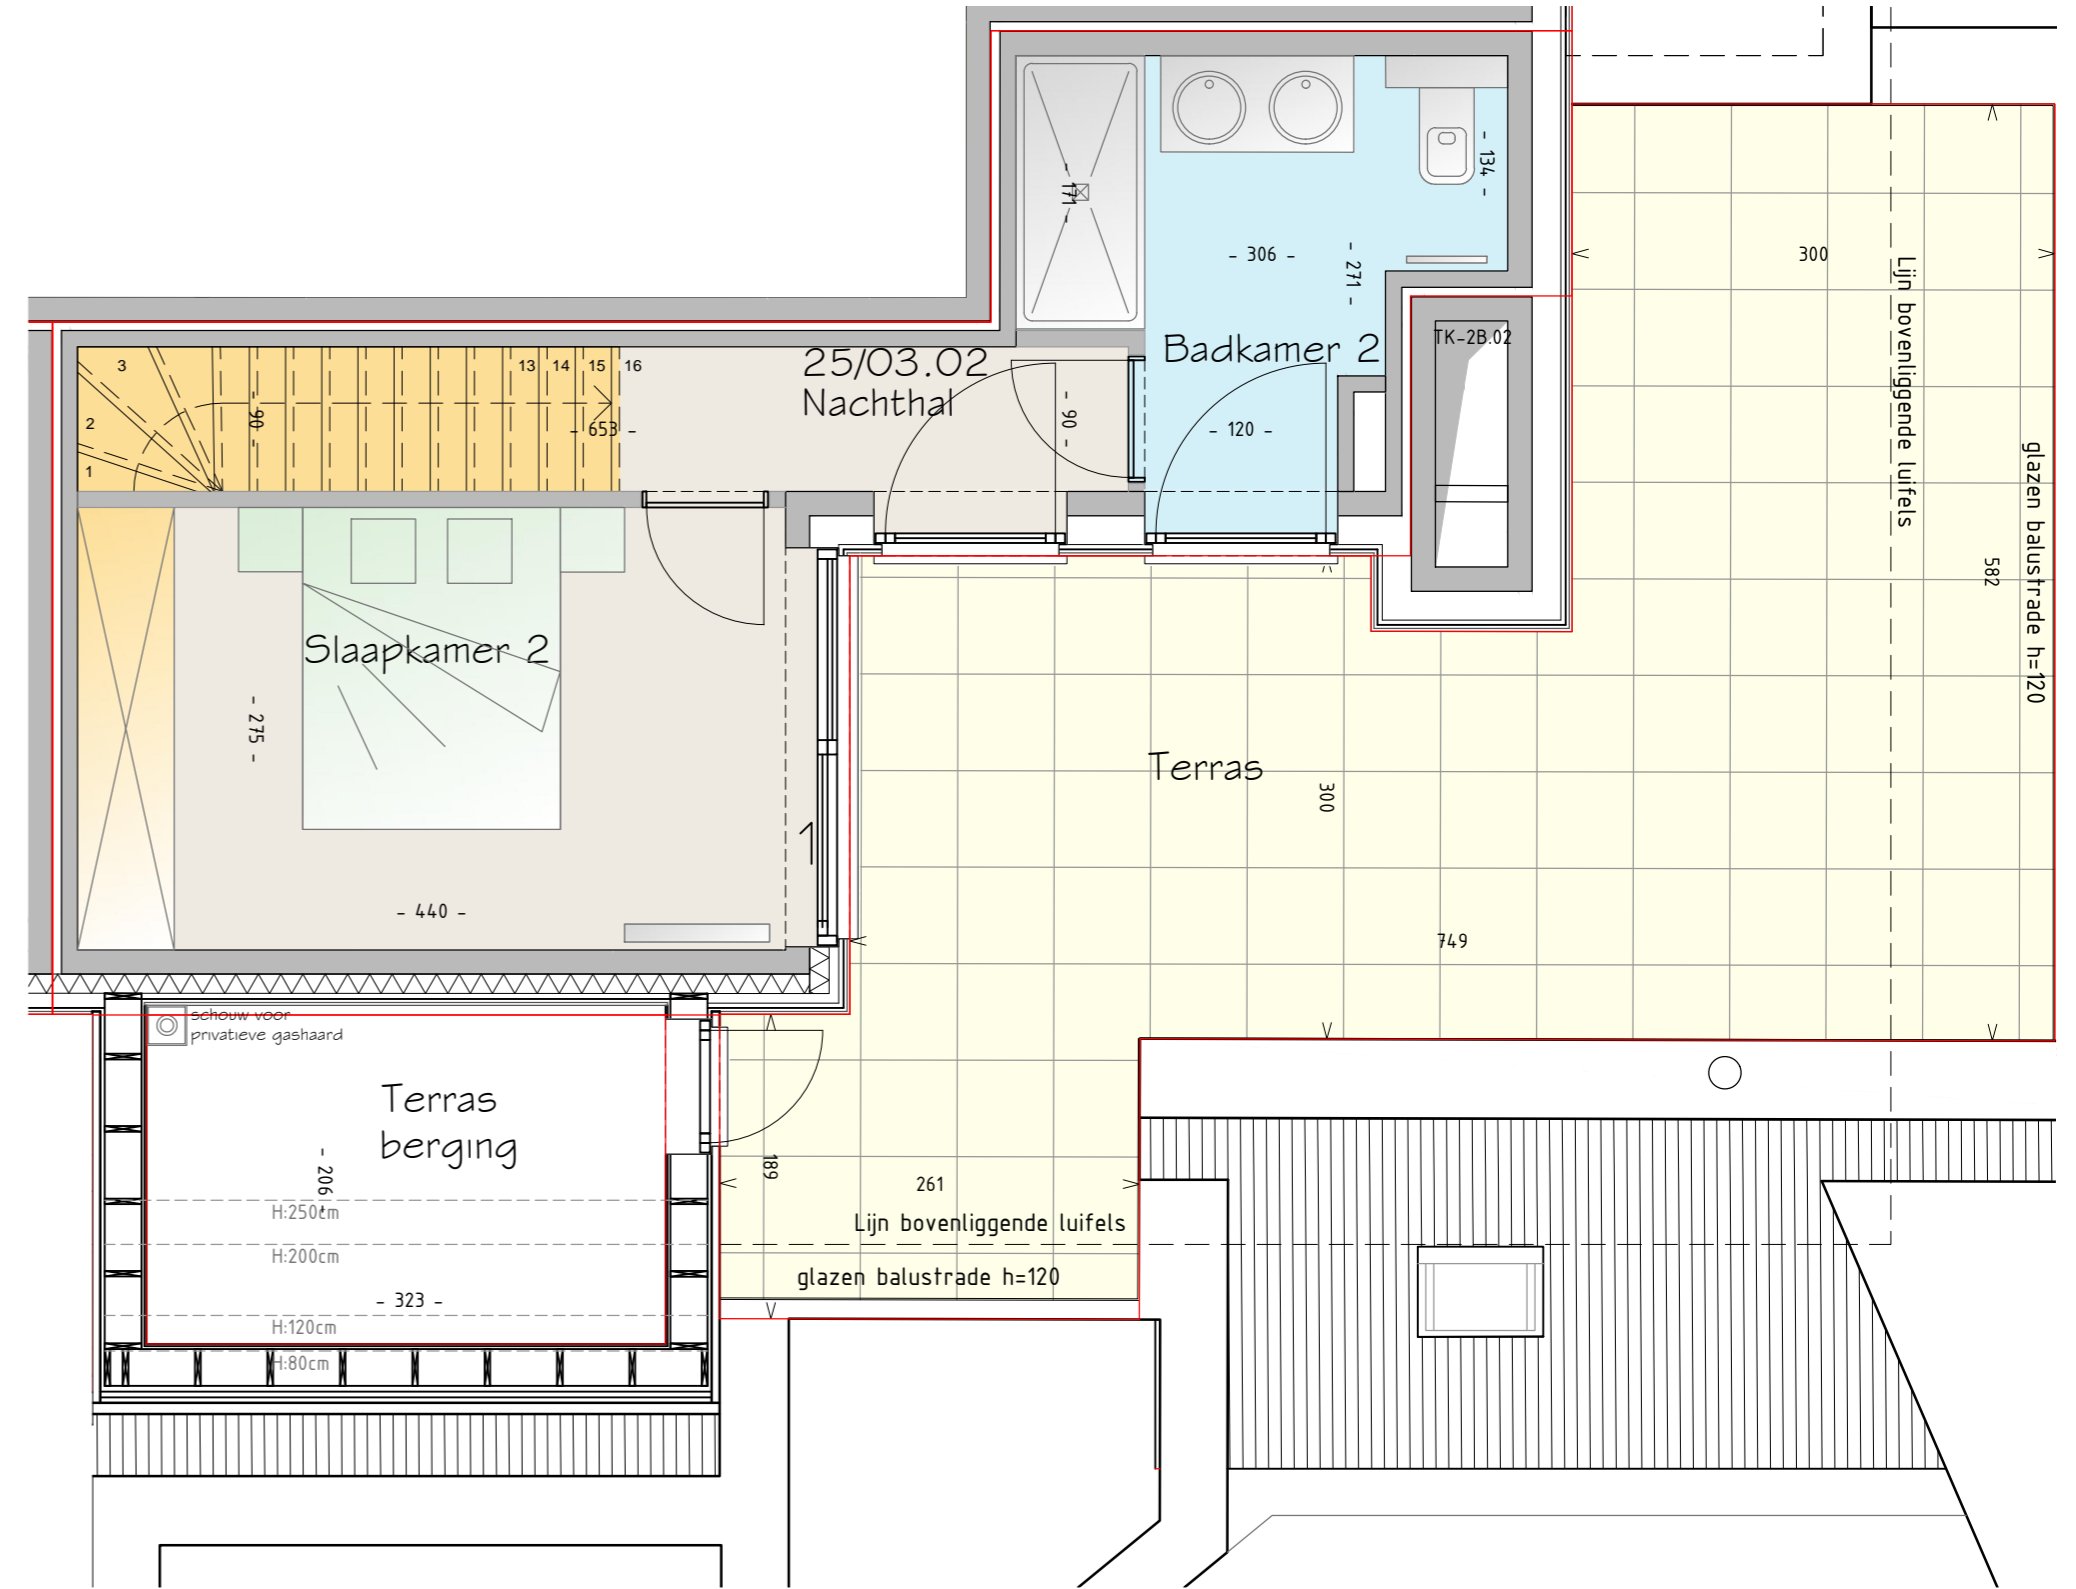 - 134 -
- 171 -
- 306 -
- 271 -
300
Lijn bovenliggende luifels
TK-2B.02
Badkamer 2
25/03.02
Nachthal
3
13
14
15
16
2
1
- 90 -
- 653 -
- 90 -
- 120 -
glazen balustrade h=120
582
Slaapkamer 2
- 275 -
Terras
300
1
- 440 -
749
schouw voor
privatieve gashaard
Terras
berging
- 206 -
189
261
H:250cm
Lijn bovenliggende luifels
H:200cm
glazen balustrade h=120
- 323 -
H:120cm
H:80cm